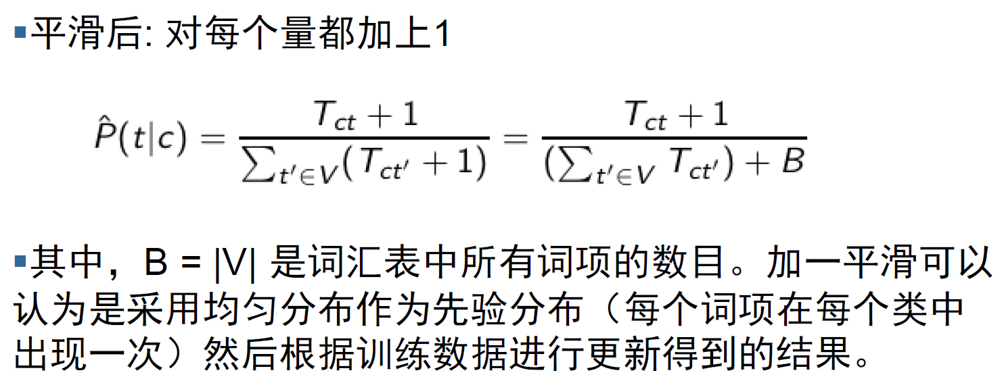 ▪平滑后: 对每个量都加上1
P̂(t|c) = \frac{T_{ct} + 1}{\sum_{t'∈V}(T_{ct'} + 1)} = \frac{T_{ct} + 1}{(\sum_{t'∈V} T_{ct'}) + B}
▪其中，B = |V| 是词汇表中所有词项的数目。加一平滑可以
认为是采用均匀分布作为先验分布（每个词项在每个类中
出现一次）然后根据训练数据进行更新得到的结果。